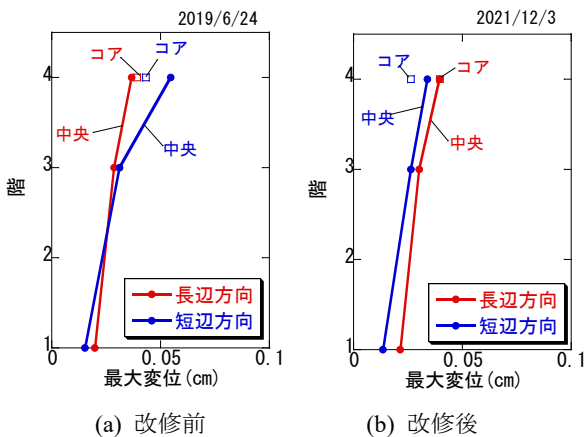 2019/6/24
コア
コア
4
中央
中央
3
階
2
長辺方向
短辺方向
1
0
0.05
0.1
最大変位(cm)
(a) 改修前
2021/12/3
コア
コア
4
中央
中央
3
階
2
長辺方向
短辺方向
1
0
0.05
0.1
最大変位(cm)
(b) 改修後